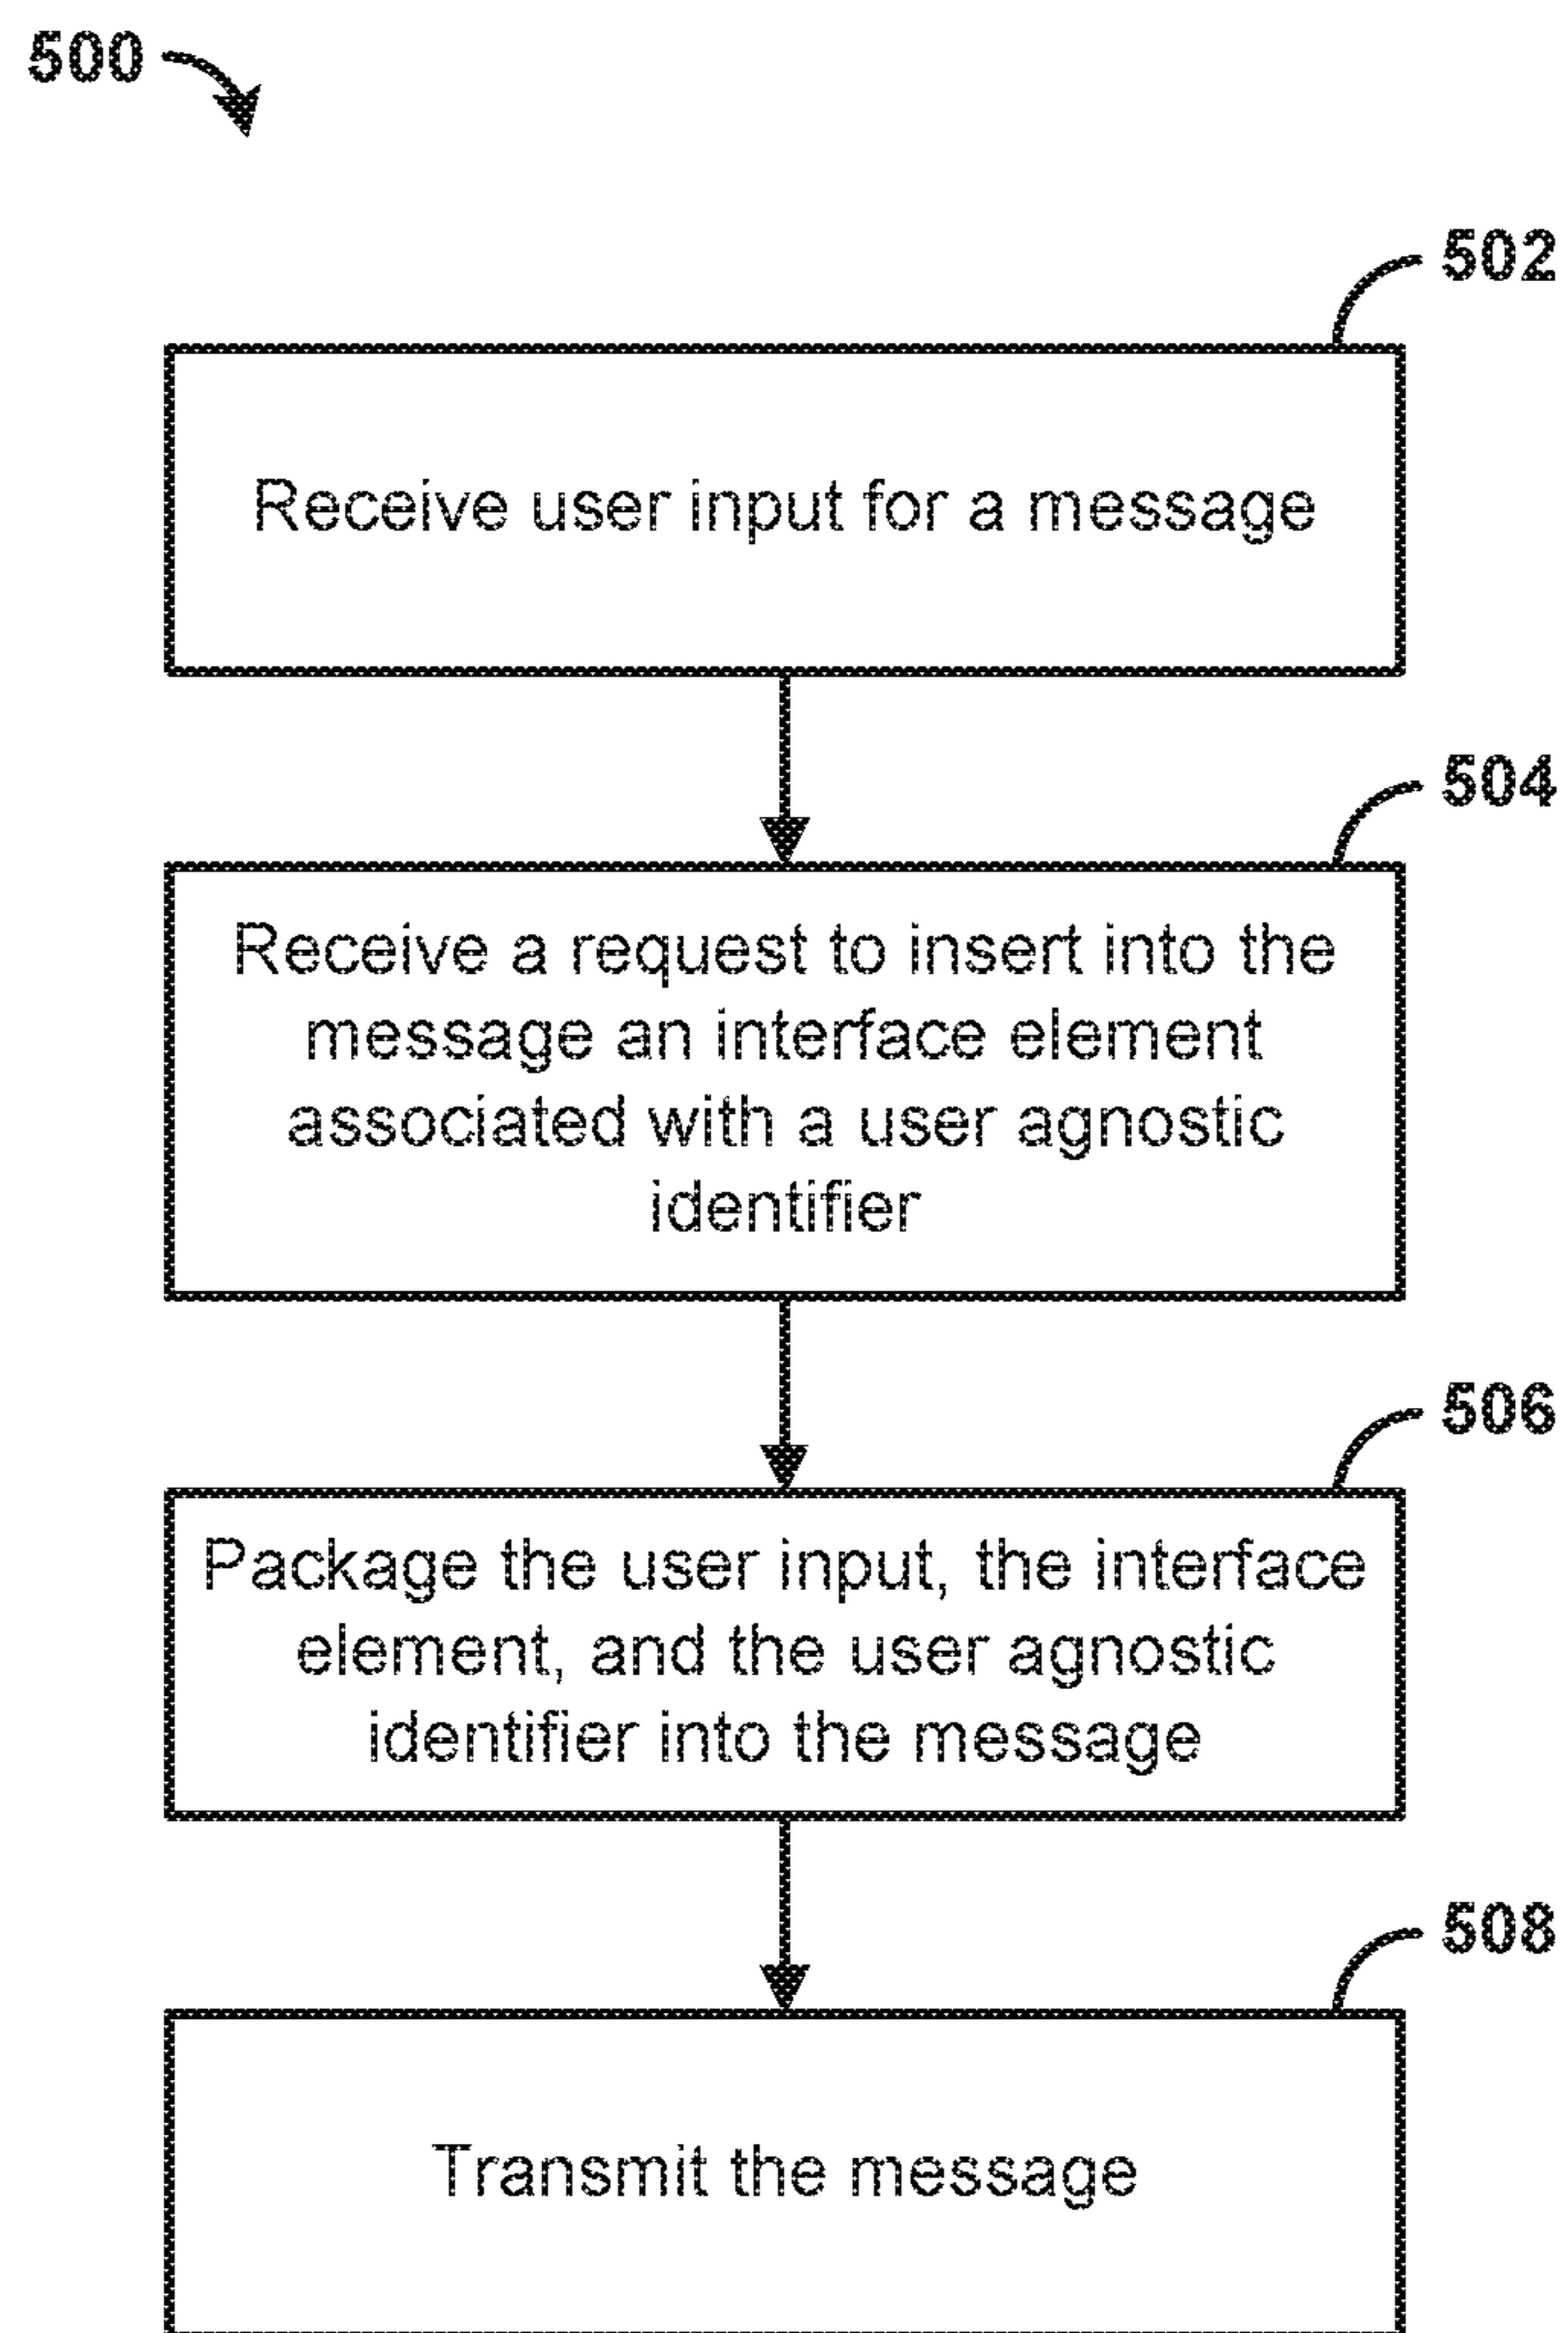 500
502
Receive user input for a message
504
Receive a request to insert into the
message an interface element
associated with a user agnostic
identifier
506
Package the user input, the interface
element, and the user agnostic
identifier into the message
508
Transmit the message